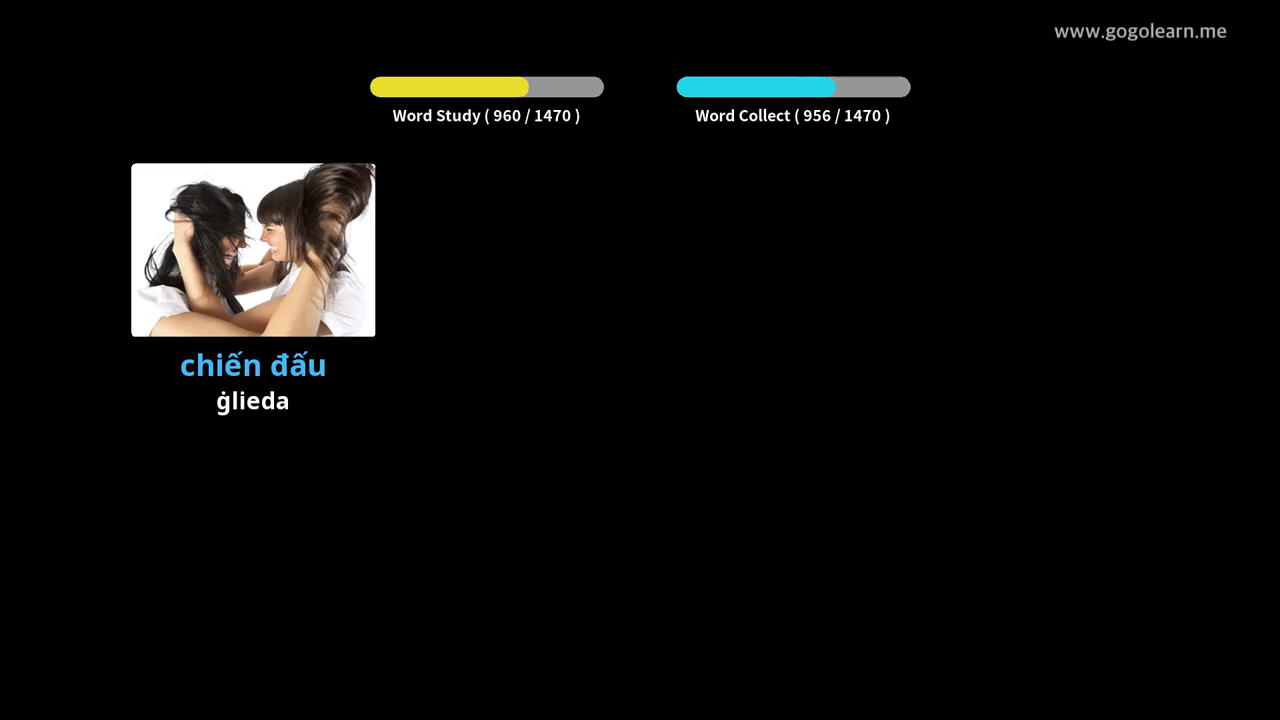 www.gogolearn.me
Word Study ( 960 / 1470 )
Word Collect ( 956 / 1470 )
chiến đấu
ġlieda